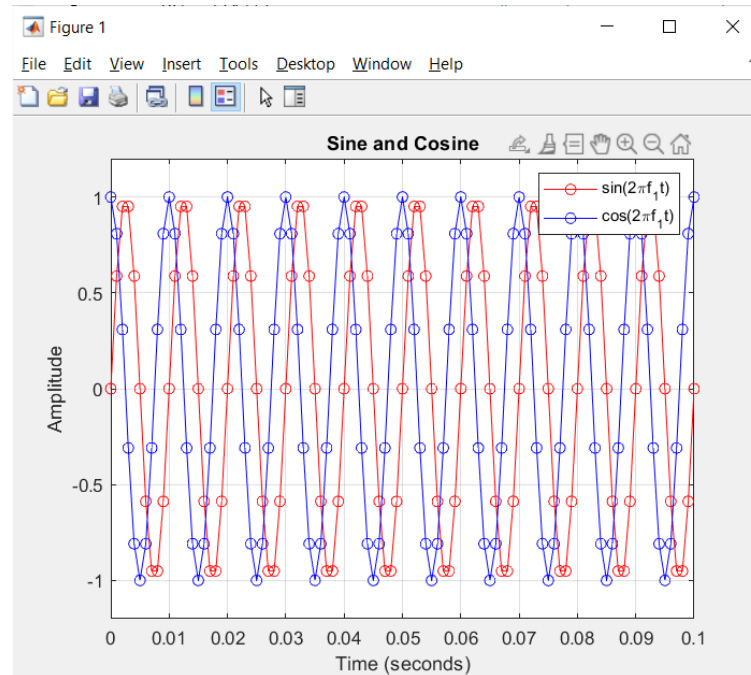 Figure 1
File Edit View Insert Tools Desktop Window Help
Sine and Cosine
sin(2πf₁t)
cos(2πf₁t)
1
0.5
0
-0.5
-1
Amplitude
0 0.01 0.02 0.03 0.04 0.05 0.06 0.07 0.08 0.09 0.1
Time (seconds)